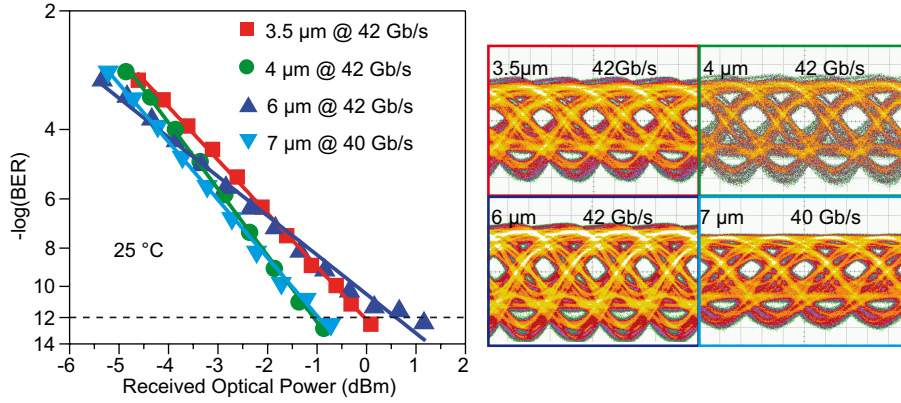 2
4
6
8
10
12
14
-log(BER)
3.5 µm @ 42 Gb/s
4 µm @ 42 Gb/s
6 µm @ 42 Gb/s
7 µm @ 40 Gb/s
25 °C
-6 -5 -4 -3 -2 -1 0 1 2
Received Optical Power (dBm)
3.5µm 42Gb/s
4 µm 42 Gb/s
6 µm 42 Gb/s
7 µm 40 Gb/s